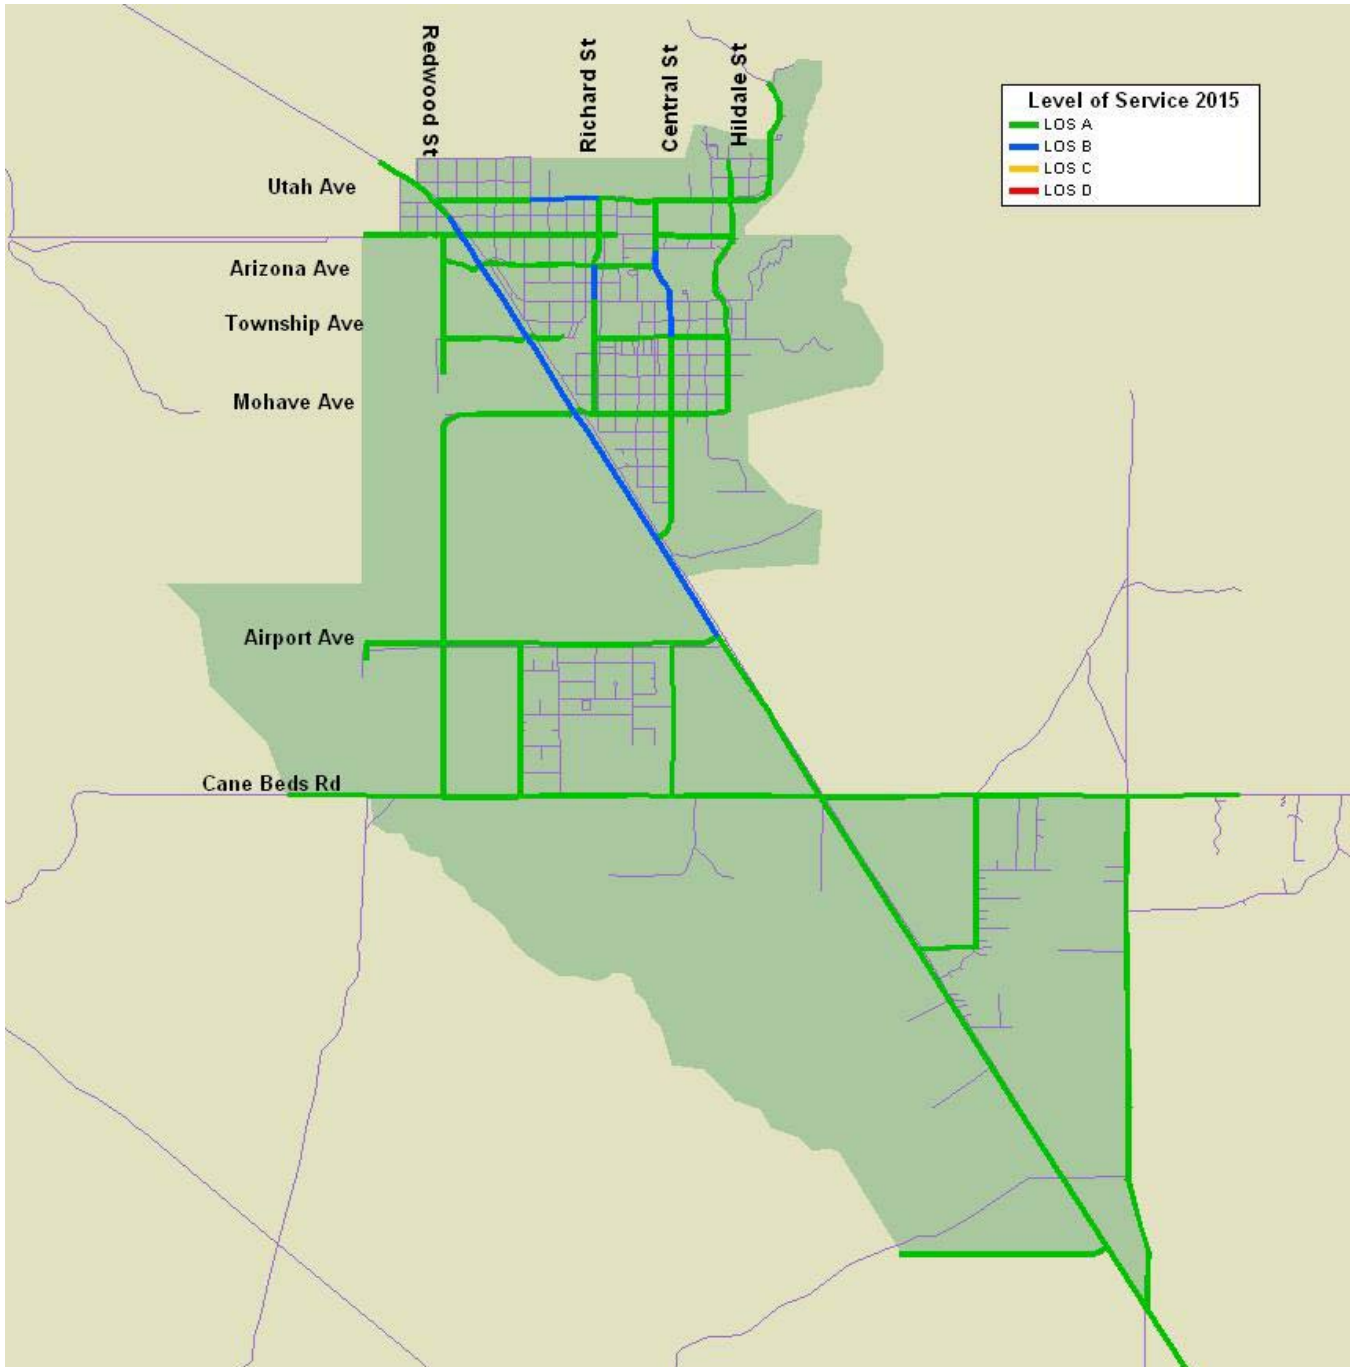 Redwood St
Richard St
Central St
Hildale St
Level of Service 2015
LOS A
LOS B
LOS C
LOS D
Utah Ave
Arizona Ave
Township Ave
Mohave Ave
Airport Ave
Cane Beds Rd